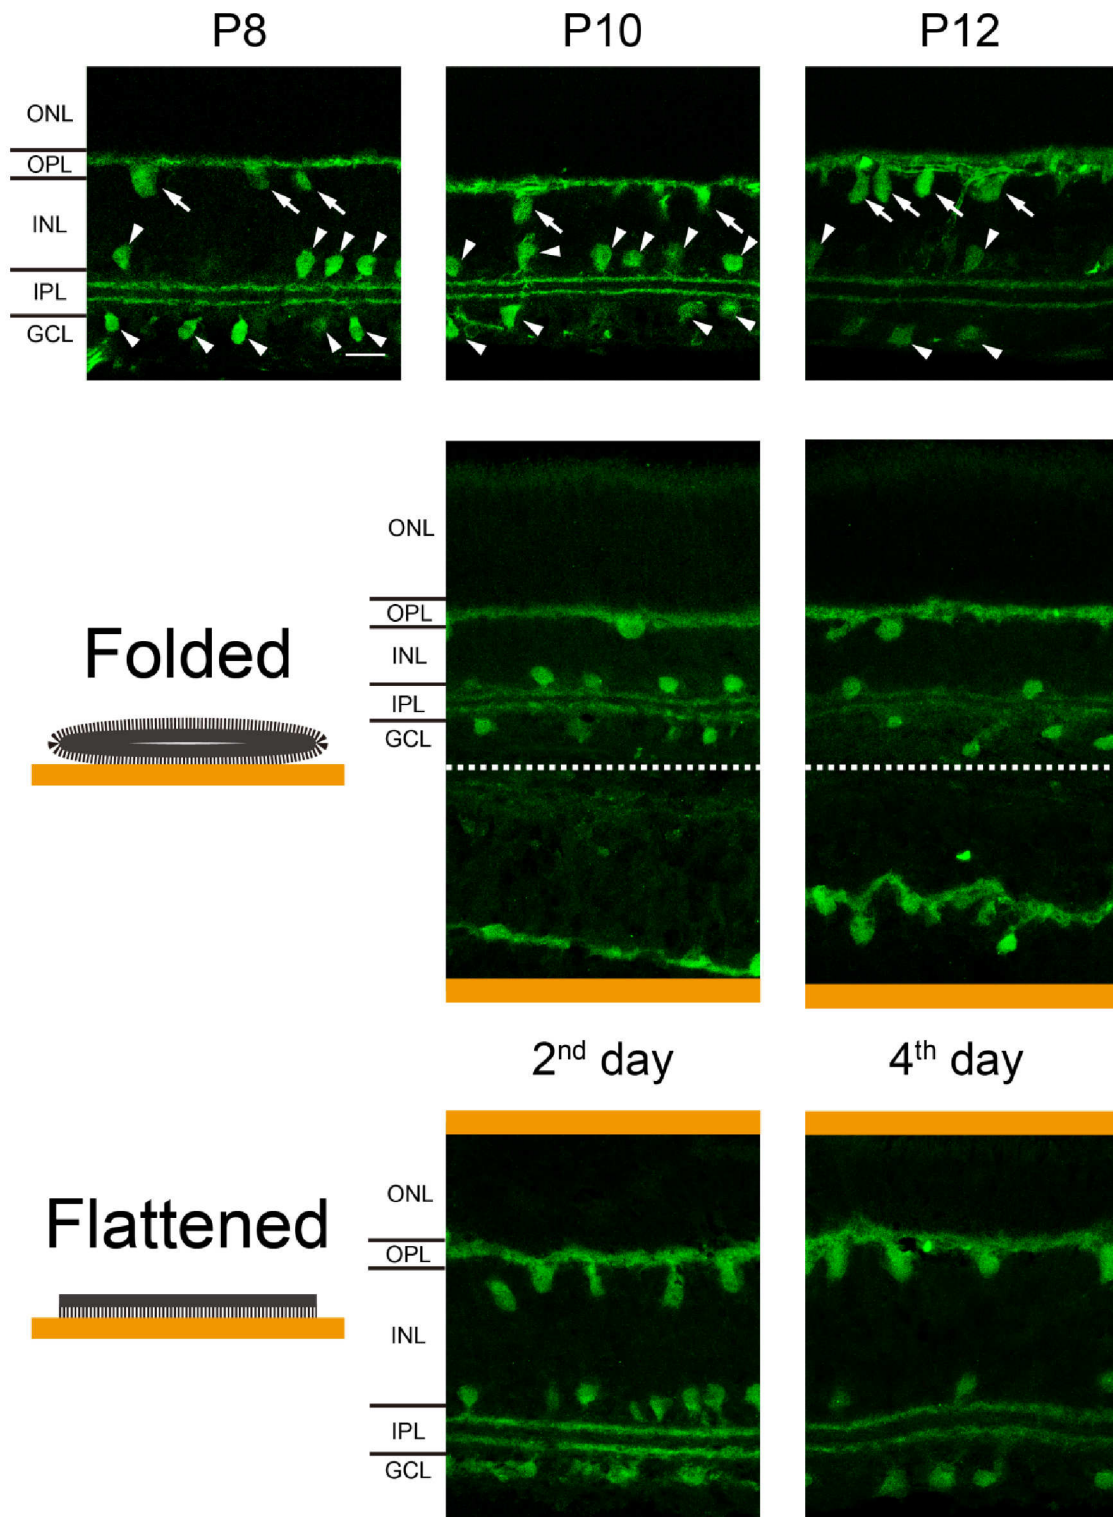 P8 P10 P12
ONL
OPL
INL
IPL
GCL
ONL
OPL
Folded
INL
IPL
GCL
2nd day 4th day
ONL
Flattened
OPL
INL
IPL
GCL